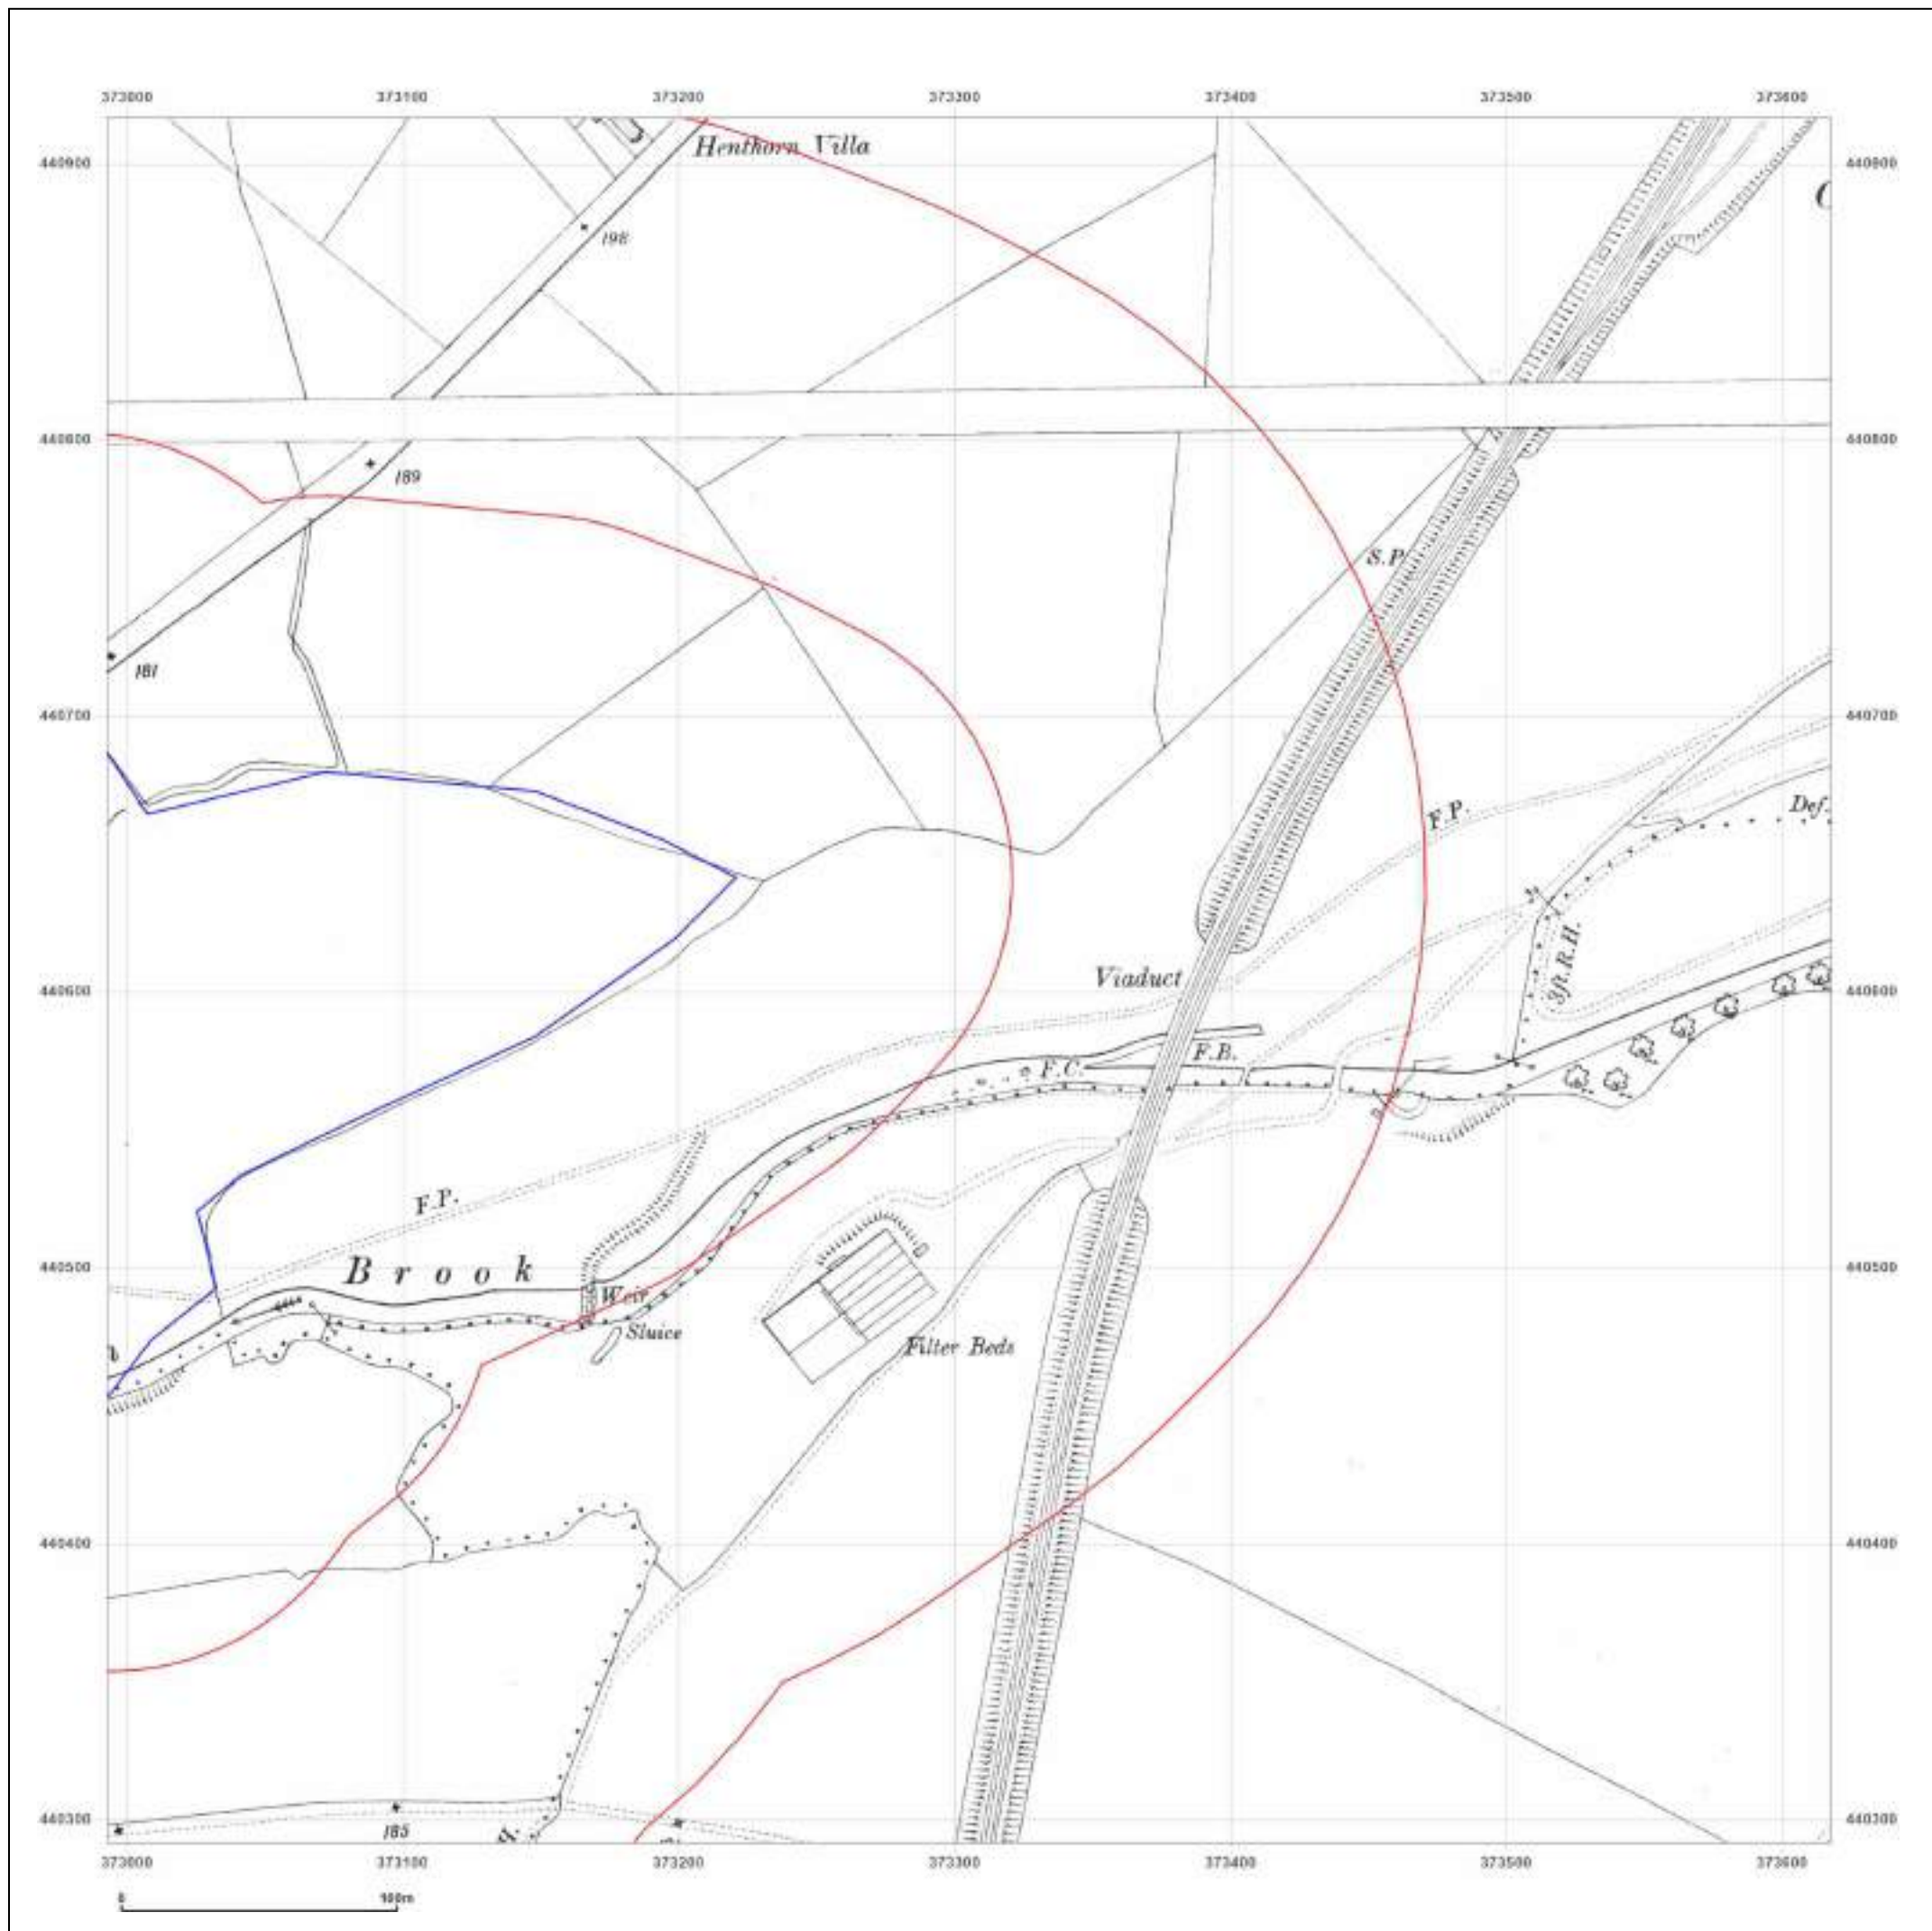 373000 373100 373200 373300 373400 373500 373600
Henthorn Villa
440900 440900
198
440800 440800
189
S.P.
181
440700 440700
F.P.
Def.
3ft.R.H.
Viaduct
440600 440600
F.B.
F.C.
F.P.
Brook
440500 440500
Weir
Sluice
Filter Beds
440400 440400
440300 440300
185
373000 373100 373200 373300 373400 373500 373600
0 100m